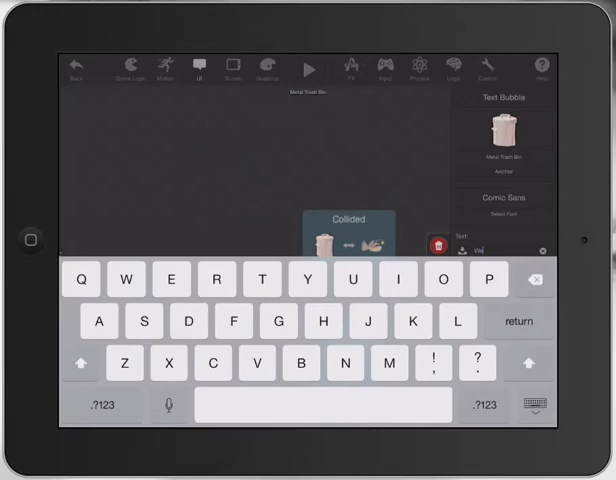 Back Game Logic Motion UI Screen Graphics FX Input Physics Logic Custom Help
Metal Trash Bin
Text Bubble
Metal Trash Bin
Anchor
Comic Sans
Select Font
Collided
Text:
We
Q W E R T Y U I O P
A S D F G H J K L return
Z X C V B N M ! , ? .
.?123 .?123